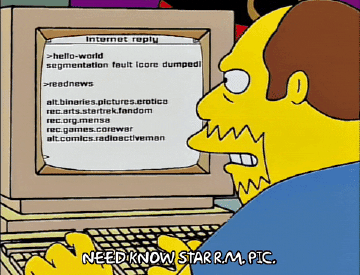 Internet reply
>hello-world
segmentation fault (core dumped)
>readnews
alt.binaries.pictures.erotica
rec.arts.startrek.fandom
rec.org.mensa
rec.games.corewar
alt.comics.radioactiveman
>
NEED KNOW STAR R.M. PIC.